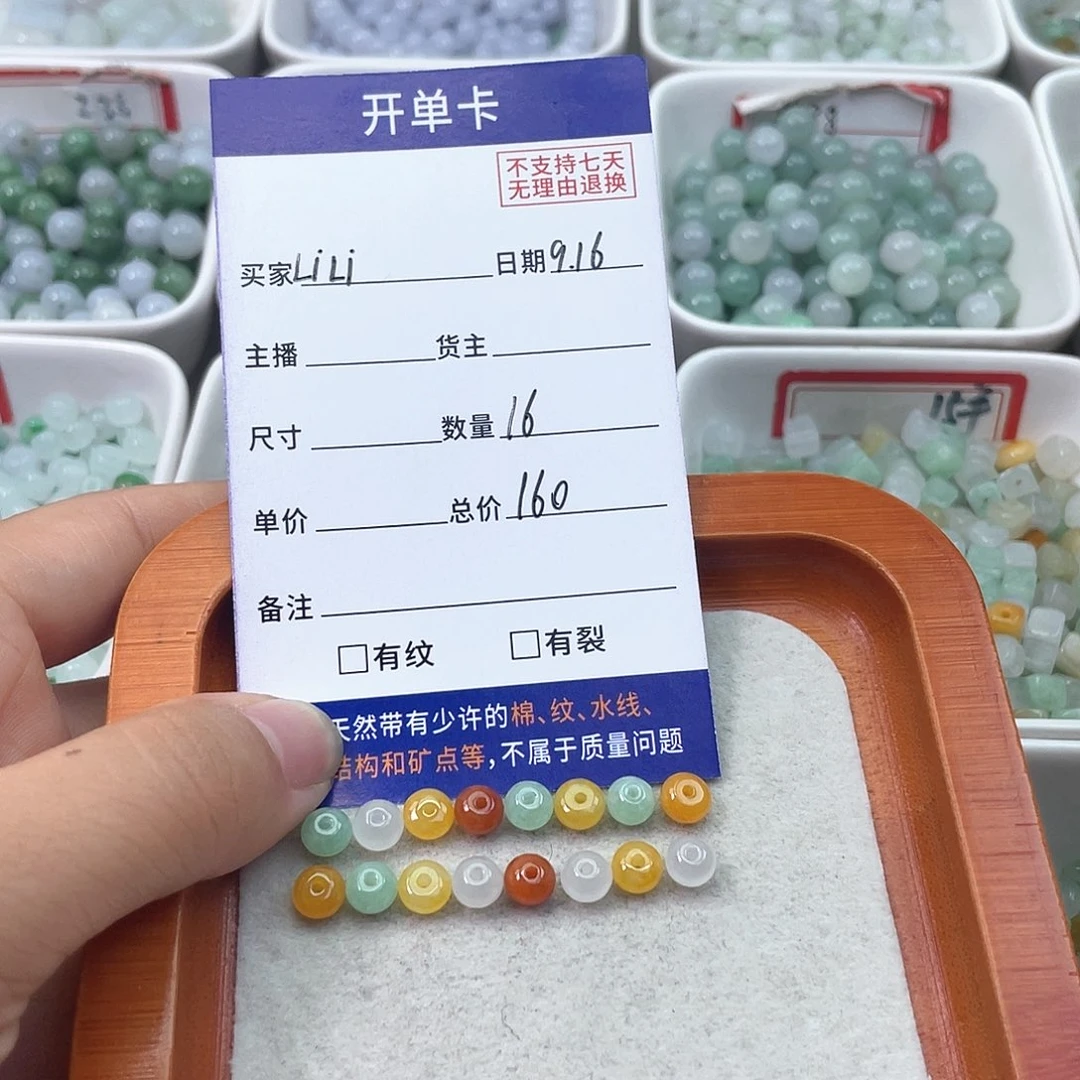 开单卡
不支持七天
无理由退换
买家LiLi 日期9.16
主播 货主
尺寸 数量16
单价 总价160
备注
□有纹 □有裂
天然带有少许的棉、纹、水线、
结构和矿点等,不属于质量问题